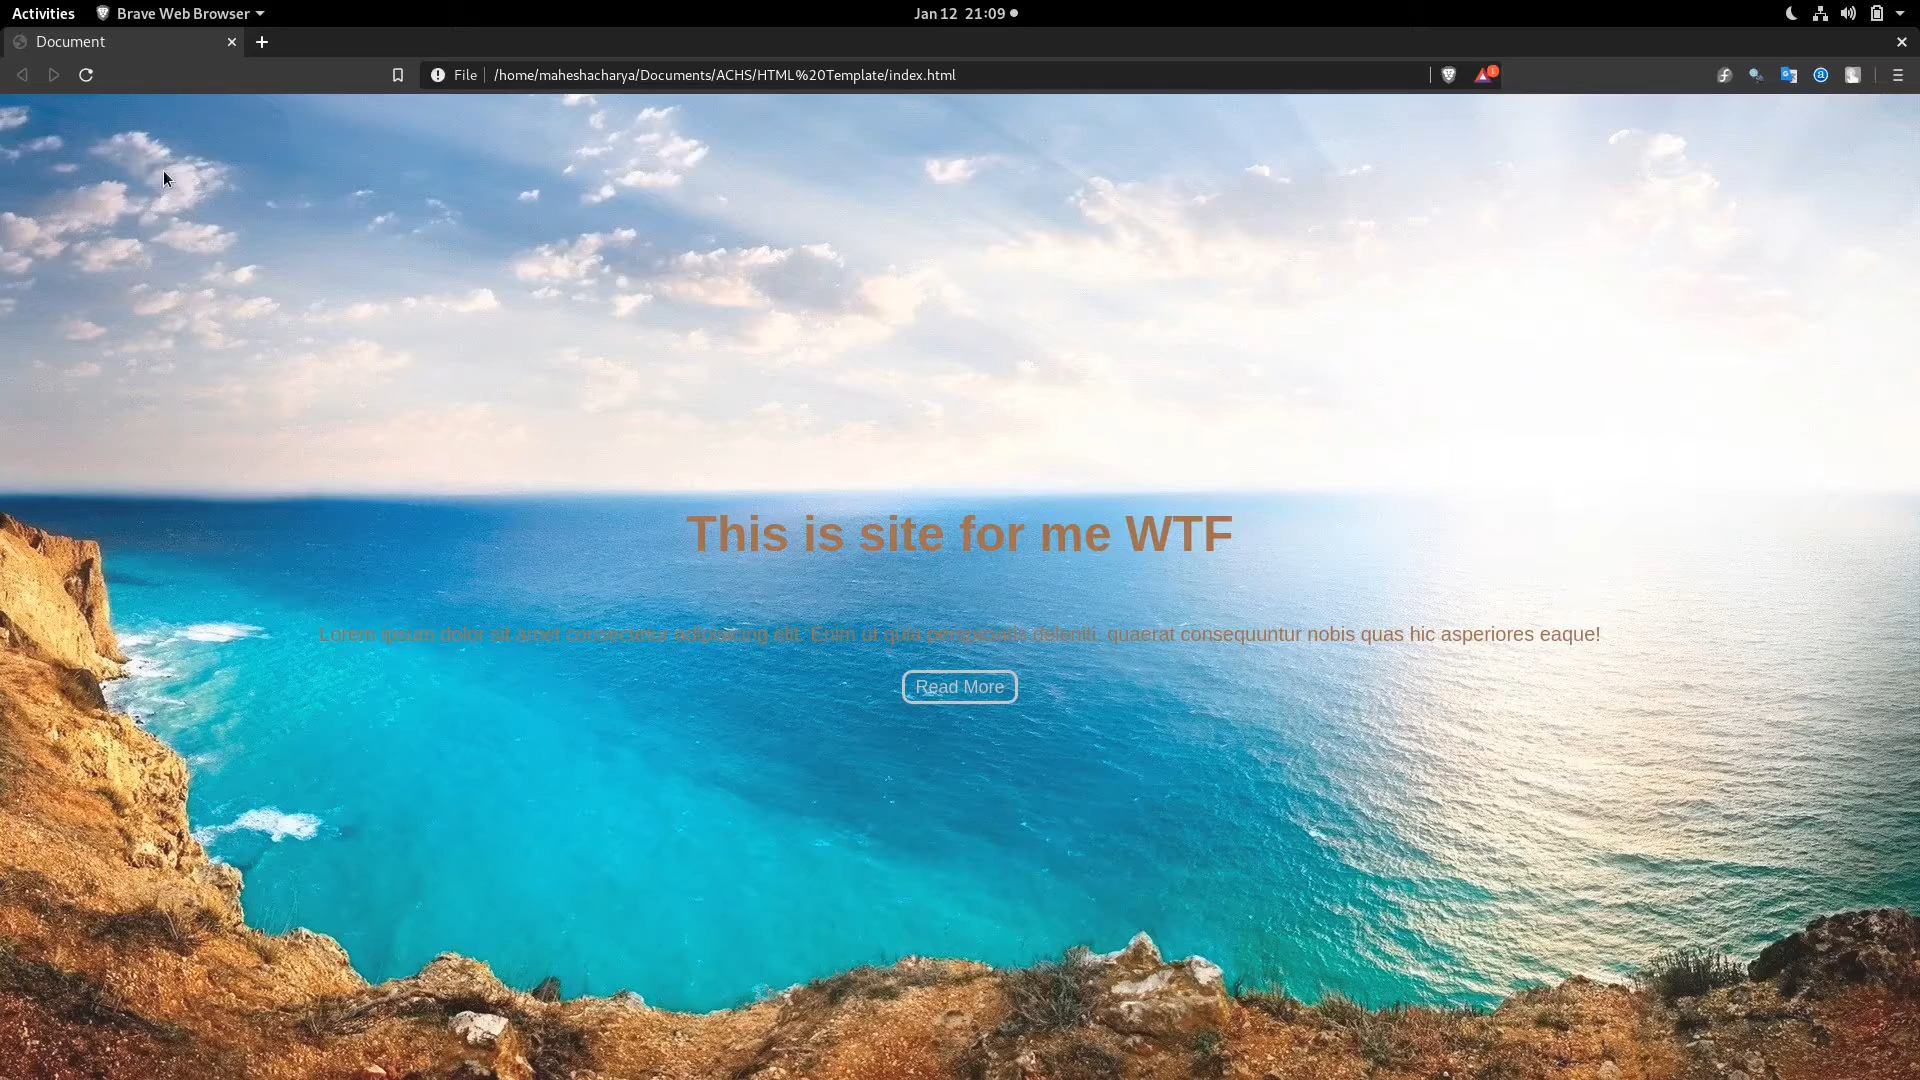 Activities Brave Web Browser Jan 12 21:09
Document
File /home/maheshacharya/Documents/ACHS/HTML%20Template/index.html 1
This is site for me WTF
Lorem ipsum dolor sit amet consectetur adipisicing elit. Enim ut quia perspiciatis deleniti, quaerat consequuntur nobis quas hic asperiores eaque!
Read More